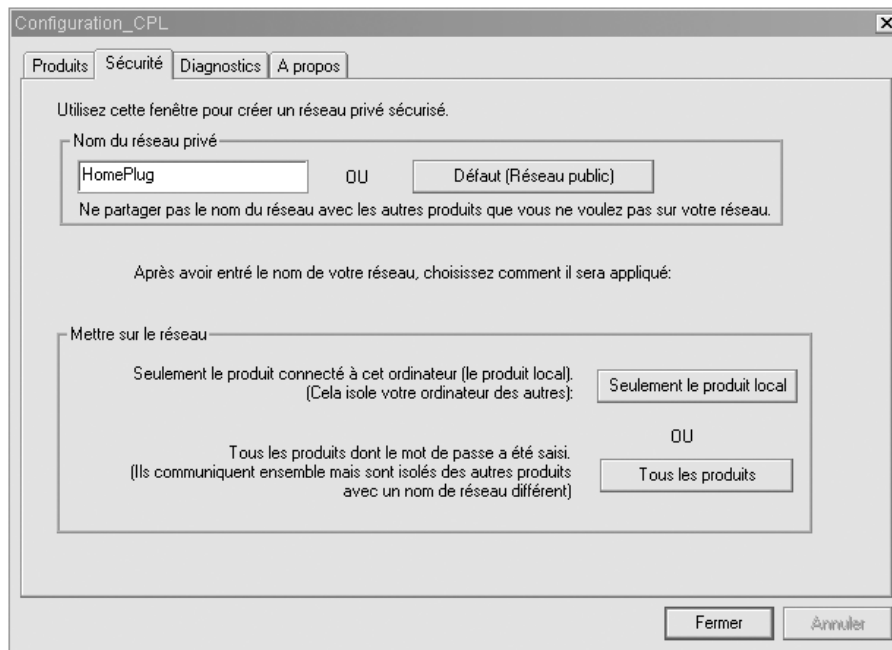 Configuration_CPL
Produits Sécurité Diagnostics A propos
Utilisez cette fenêtre pour créer un réseau privé sécurisé.
Nom du réseau privé
HomePlug OU Défaut (Réseau public)
Ne partager pas le nom du réseau avec les autres produits que vous ne voulez pas sur votre réseau.
Après avoir entré le nom de votre réseau, choisissez comment il sera appliqué:
Mettre sur le réseau
Seulement le produit connecté à cet ordinateur (le produit local).
(Cela isole votre ordinateur des autres):
Seulement le produit local
OU
Tous les produits dont le mot de passe a été saisi.
(Ils communiquent ensemble mais sont isolés des autres produits
avec un nom de réseau différent)
Tous les produits
Fermer Annuler